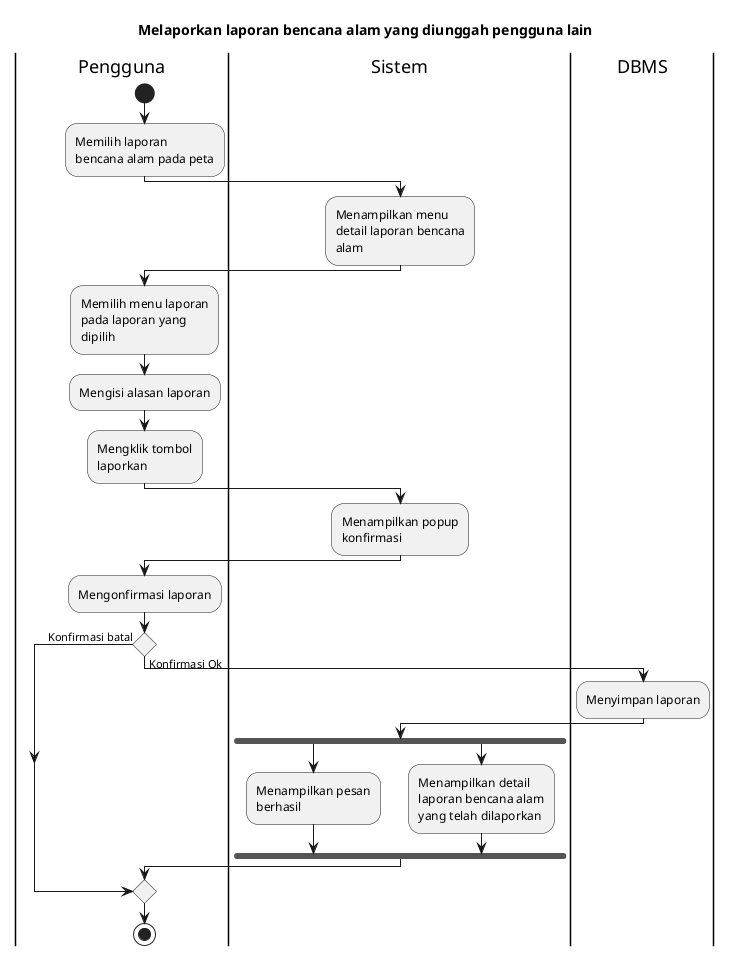 Melaporkan laporan bencana alam yang diunggah pengguna lain
Pengguna
Sistem
DBMS
Memilih laporan
bencana alam pada peta
Menampilkan menu
detail laporan bencana
alam
Memilih menu laporan
pada laporan yang
dipilih
Mengisi alasan laporan
Mengklik tombol
laporkan
Menampilkan popup
konfirmasi
Mengonfirmasi laporan
Konfirmasi batal
Konfirmasi Ok
Menyimpan laporan
Menampilkan pesan
berhasil
Menampilkan detail
laporan bencana alam
yang telah dilaporkan